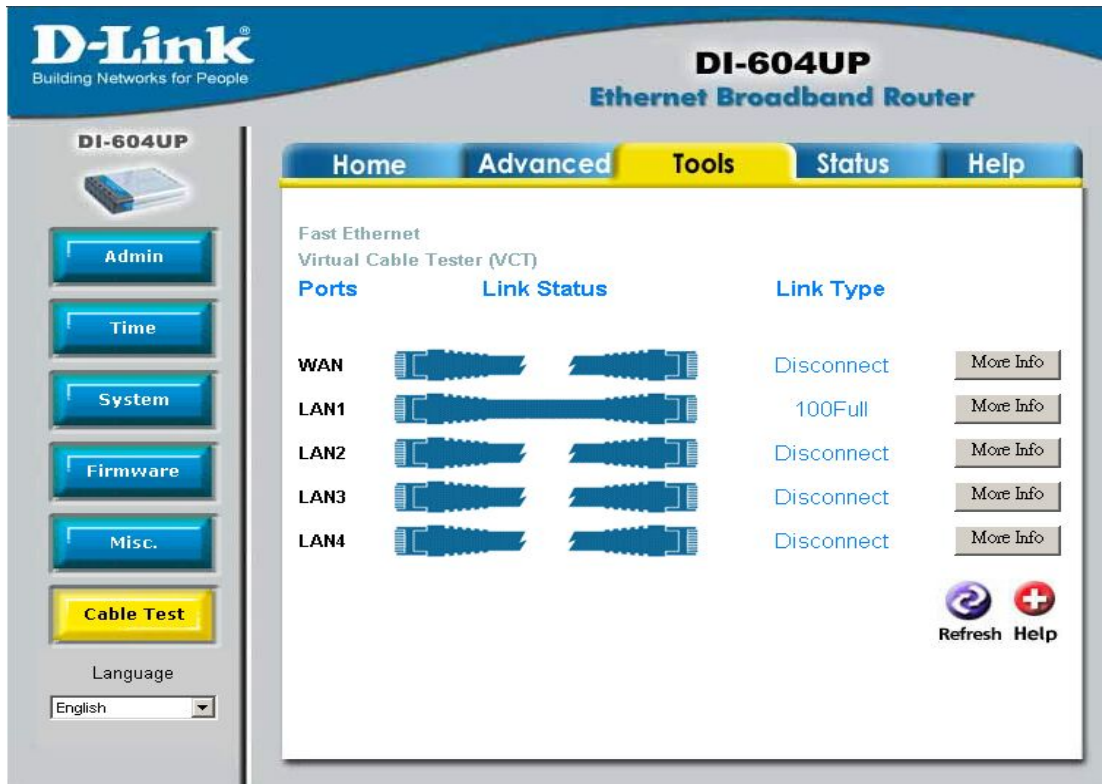 D-Link®
Building Networks for People
DI-604UP
Ethernet Broadband Router
DI-604UP
Admin
Time
System
Firmware
Misc.
Cable Test
Language
English
Home Advanced Tools Status Help
Fast Ethernet
Virtual Cable Tester (VCT)
Ports Link Status Link Type
WAN Disconnect More Info
LAN1 100Full More Info
LAN2 Disconnect More Info
LAN3 Disconnect More Info
LAN4 Disconnect More Info
Refresh Help